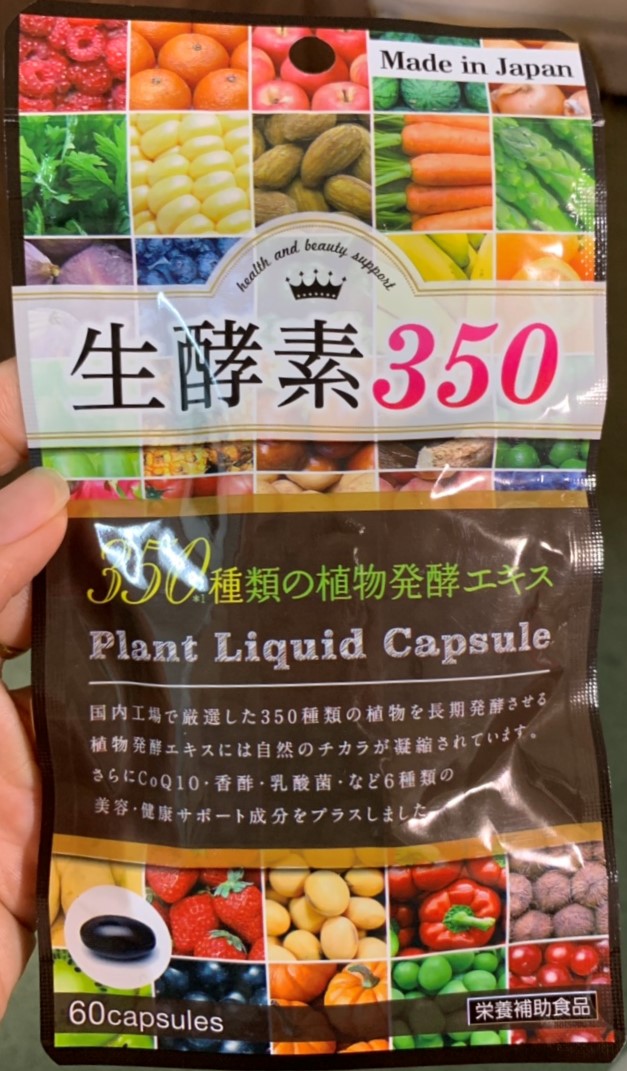 Made in Japan
health and beauty support
生酵素350
350※1種類の植物発酵エキス
Plant Liquid Capsule
国内工場で厳選した350種類の植物を長期発酵させる
植物発酵エキスには自然のチカラが凝縮されています。
さらにCoQ10・香酢・乳酸菌・など6種類の
美容・健康サポート成分をプラスしました
60capsules
栄養補助食品